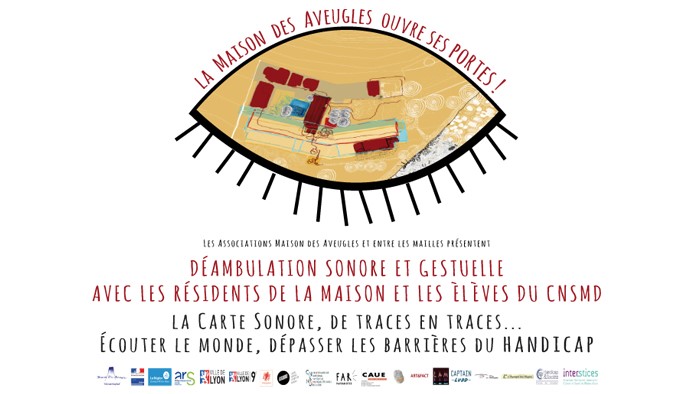 LA MAISON DES AVEUGLES OUVRE SES PORTES !
LES ASSOCIATIONS MAISON DES AVEUGLES ET ENTRE LES MAILLES PRÉSENTENT
DÉAMBULATION SONORE ET GESTUELLE
AVEC LES RÉSIDENTS DE LA MAISON ET LES ÈLÈVES DU CNSMD
LA CARTE SONORE, DE TRACES EN TRACES...
ÉCOUTER LE MONDE, DÉPASSER LES BARRIÈRES DU HANDICAP
ars VILLE DE LYON VILLE DE LYON 9 FAR CAUE ARTAFACT CAPTAIN LUDD interstices